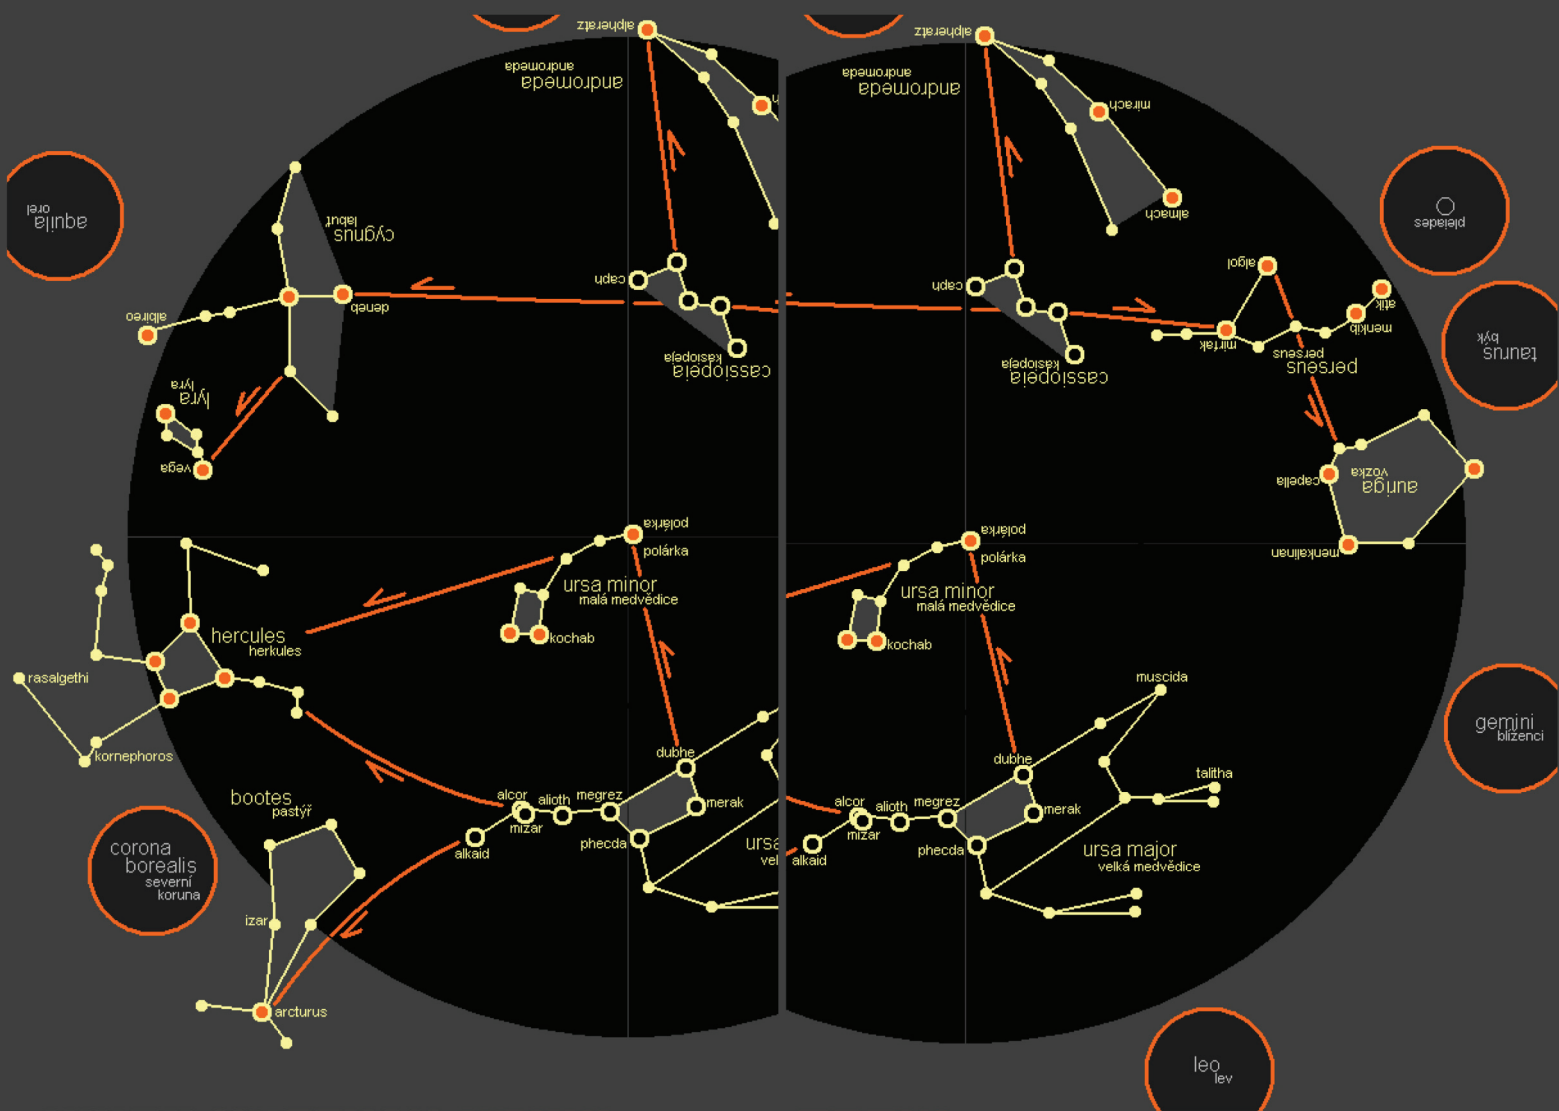 alpheratz
andromeda
andromeda
aquila
orel
cygnus
labuť
caph
deneb
albireo
cassiopeia
kasiopeja
lyra
lyra
vega
polárka
polárka
ursa minor
malá medvědice
kochab
hercules
herkules
rasalgethi
kornephoros
dubhe
bootes
pastýř
alcor
alioth
megrez
merak
mizar
alkaid
phecda
ursa
vel
corona
borealis
severní
koruna
izar
arcturus
alpheratz
andromeda
andromeda
mirach
almach
pleiades
algol
caph
atik
menkib
mirfak
perseus
perseus
taurus
býk
cassiopeia
kasiopeja
capella
auriga
vozka
menkalinan
polárka
polárka
ursa minor
malá medvědice
kochab
muscida
gemini
blíženci
dubhe
talitha
alcor
alioth
megrez
merak
mizar
alkaid
phecda
ursa major
velká medvědice
leo
lev